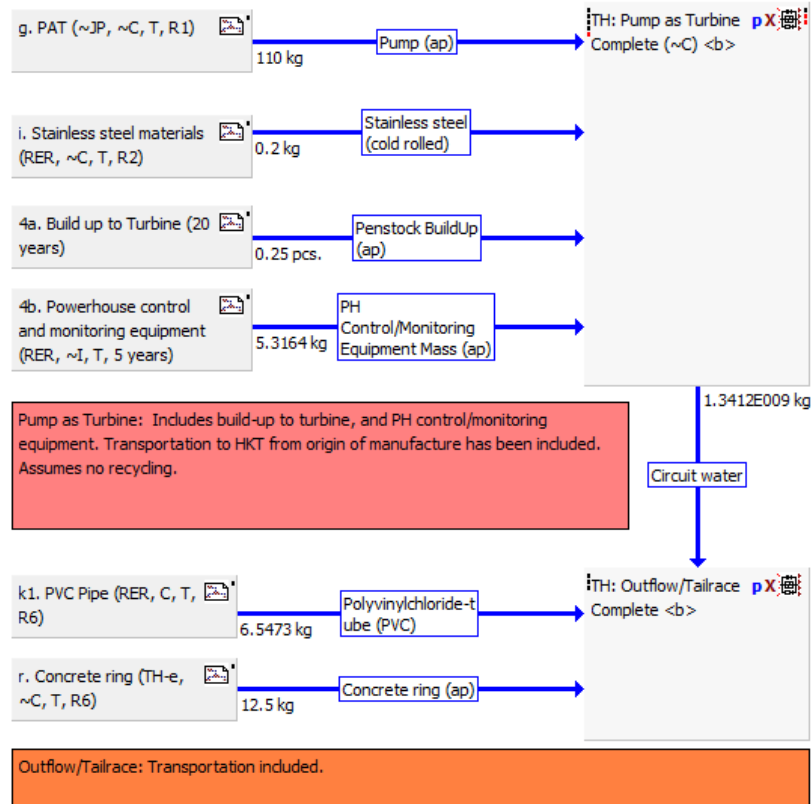 g. PAT (~JP, ~C, T, R1)
110 kg
Pump (ap)
TH: Pump as Turbine pX
Complete (~C) <b>
i. Stainless steel materials
(RER, ~C, T, R2)
0.2 kg
Stainless steel
(cold rolled)
4a. Build up to Turbine (20
years)
0.25 pcs.
Penstock BuildUp
(ap)
4b. Powerhouse control
and monitoring equipment
(RER, ~I, T, 5 years)
5.3164 kg
PH
Control/Monitoring
Equipment Mass (ap)
1.3412E009 kg
Pump as Turbine: Includes build-up to turbine, and PH control/monitoring
equipment. Transportation to HKT from origin of manufacture has been included.
Assumes no recycling.
Circuit water
k1. PVC Pipe (RER, C, T,
R6)
6.5473 kg
Polyvinylchloride-t
ube (PVC)
TH: Outflow/Tailrace pX
Complete <b>
r. Concrete ring (TH-e,
~C, T, R6)
12.5 kg
Concrete ring (ap)
Outflow/Tailrace: Transportation included.